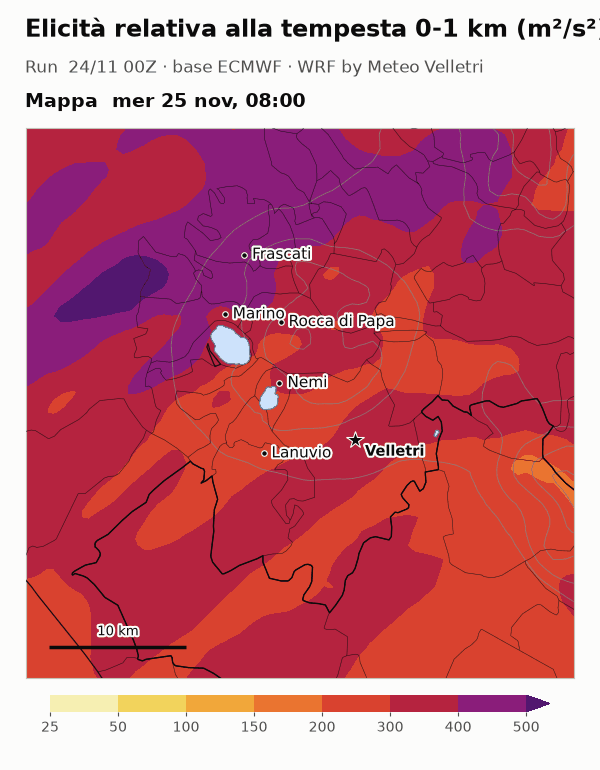 Elicità relativa alla tempesta 0-1 km (m²/s²)
Run 24/11 00Z · base ECMWF · WRF by Meteo Velletri
Mappa mer 25 nov, 08:00
Frascati
Marino
Rocca di Papa
Nemi
Velletri
Lanuvio
10 km
25 50 100 150 200 300 400 500